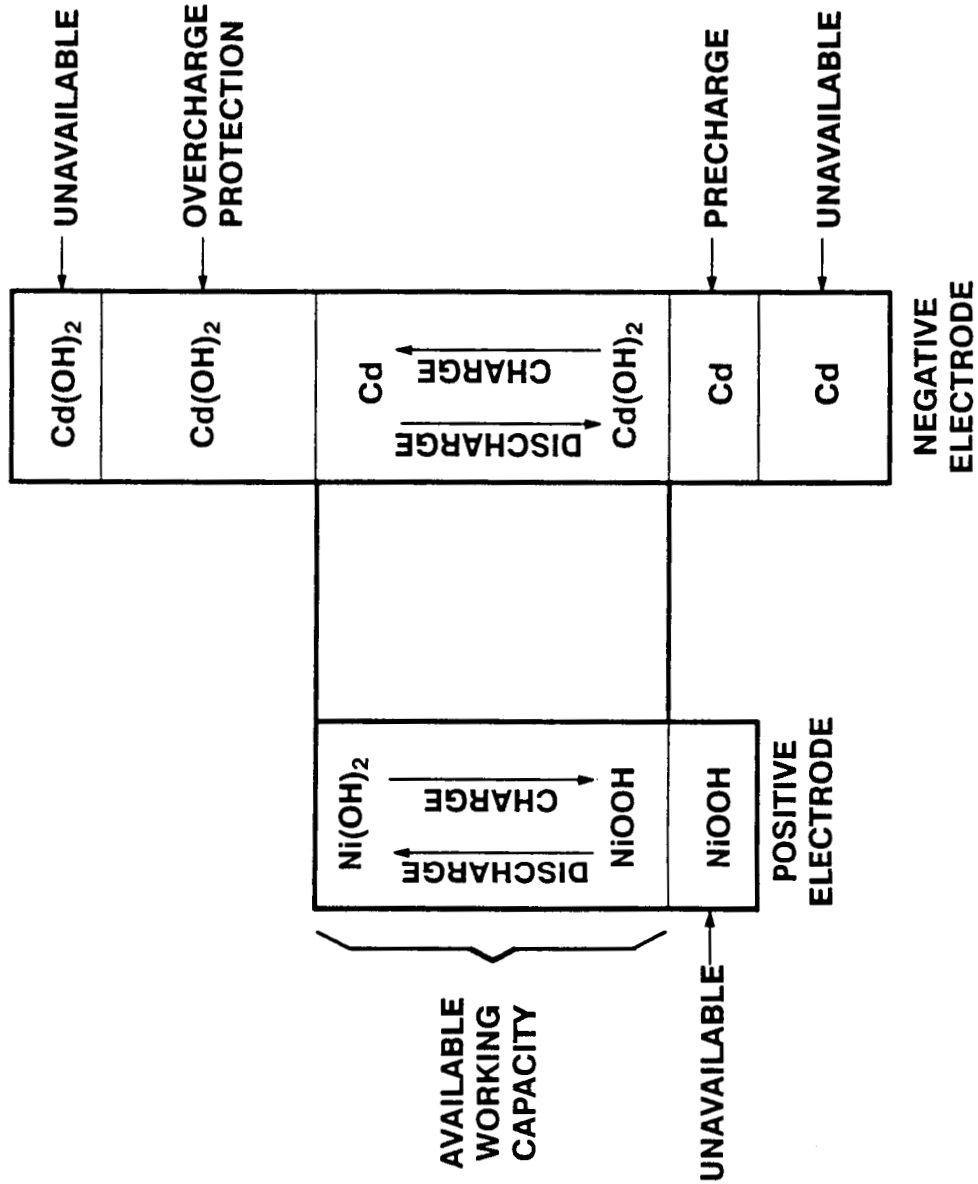 UNAVAILABLE
OVERCHARGE
PROTECTION
PRECHARGE
UNAVAILABLE
Cd(OH)₂
Cd(OH)₂
Cd
DISCHARGE
CHARGE
Cd(OH)₂
Cd
Cd
NEGATIVE
ELECTRODE
Ni(OH)₂
DISCHARGE
CHARGE
NiOOH
NiOOH
POSITIVE
ELECTRODE
AVAILABLE
WORKING
CAPACITY
UNAVAILABLE